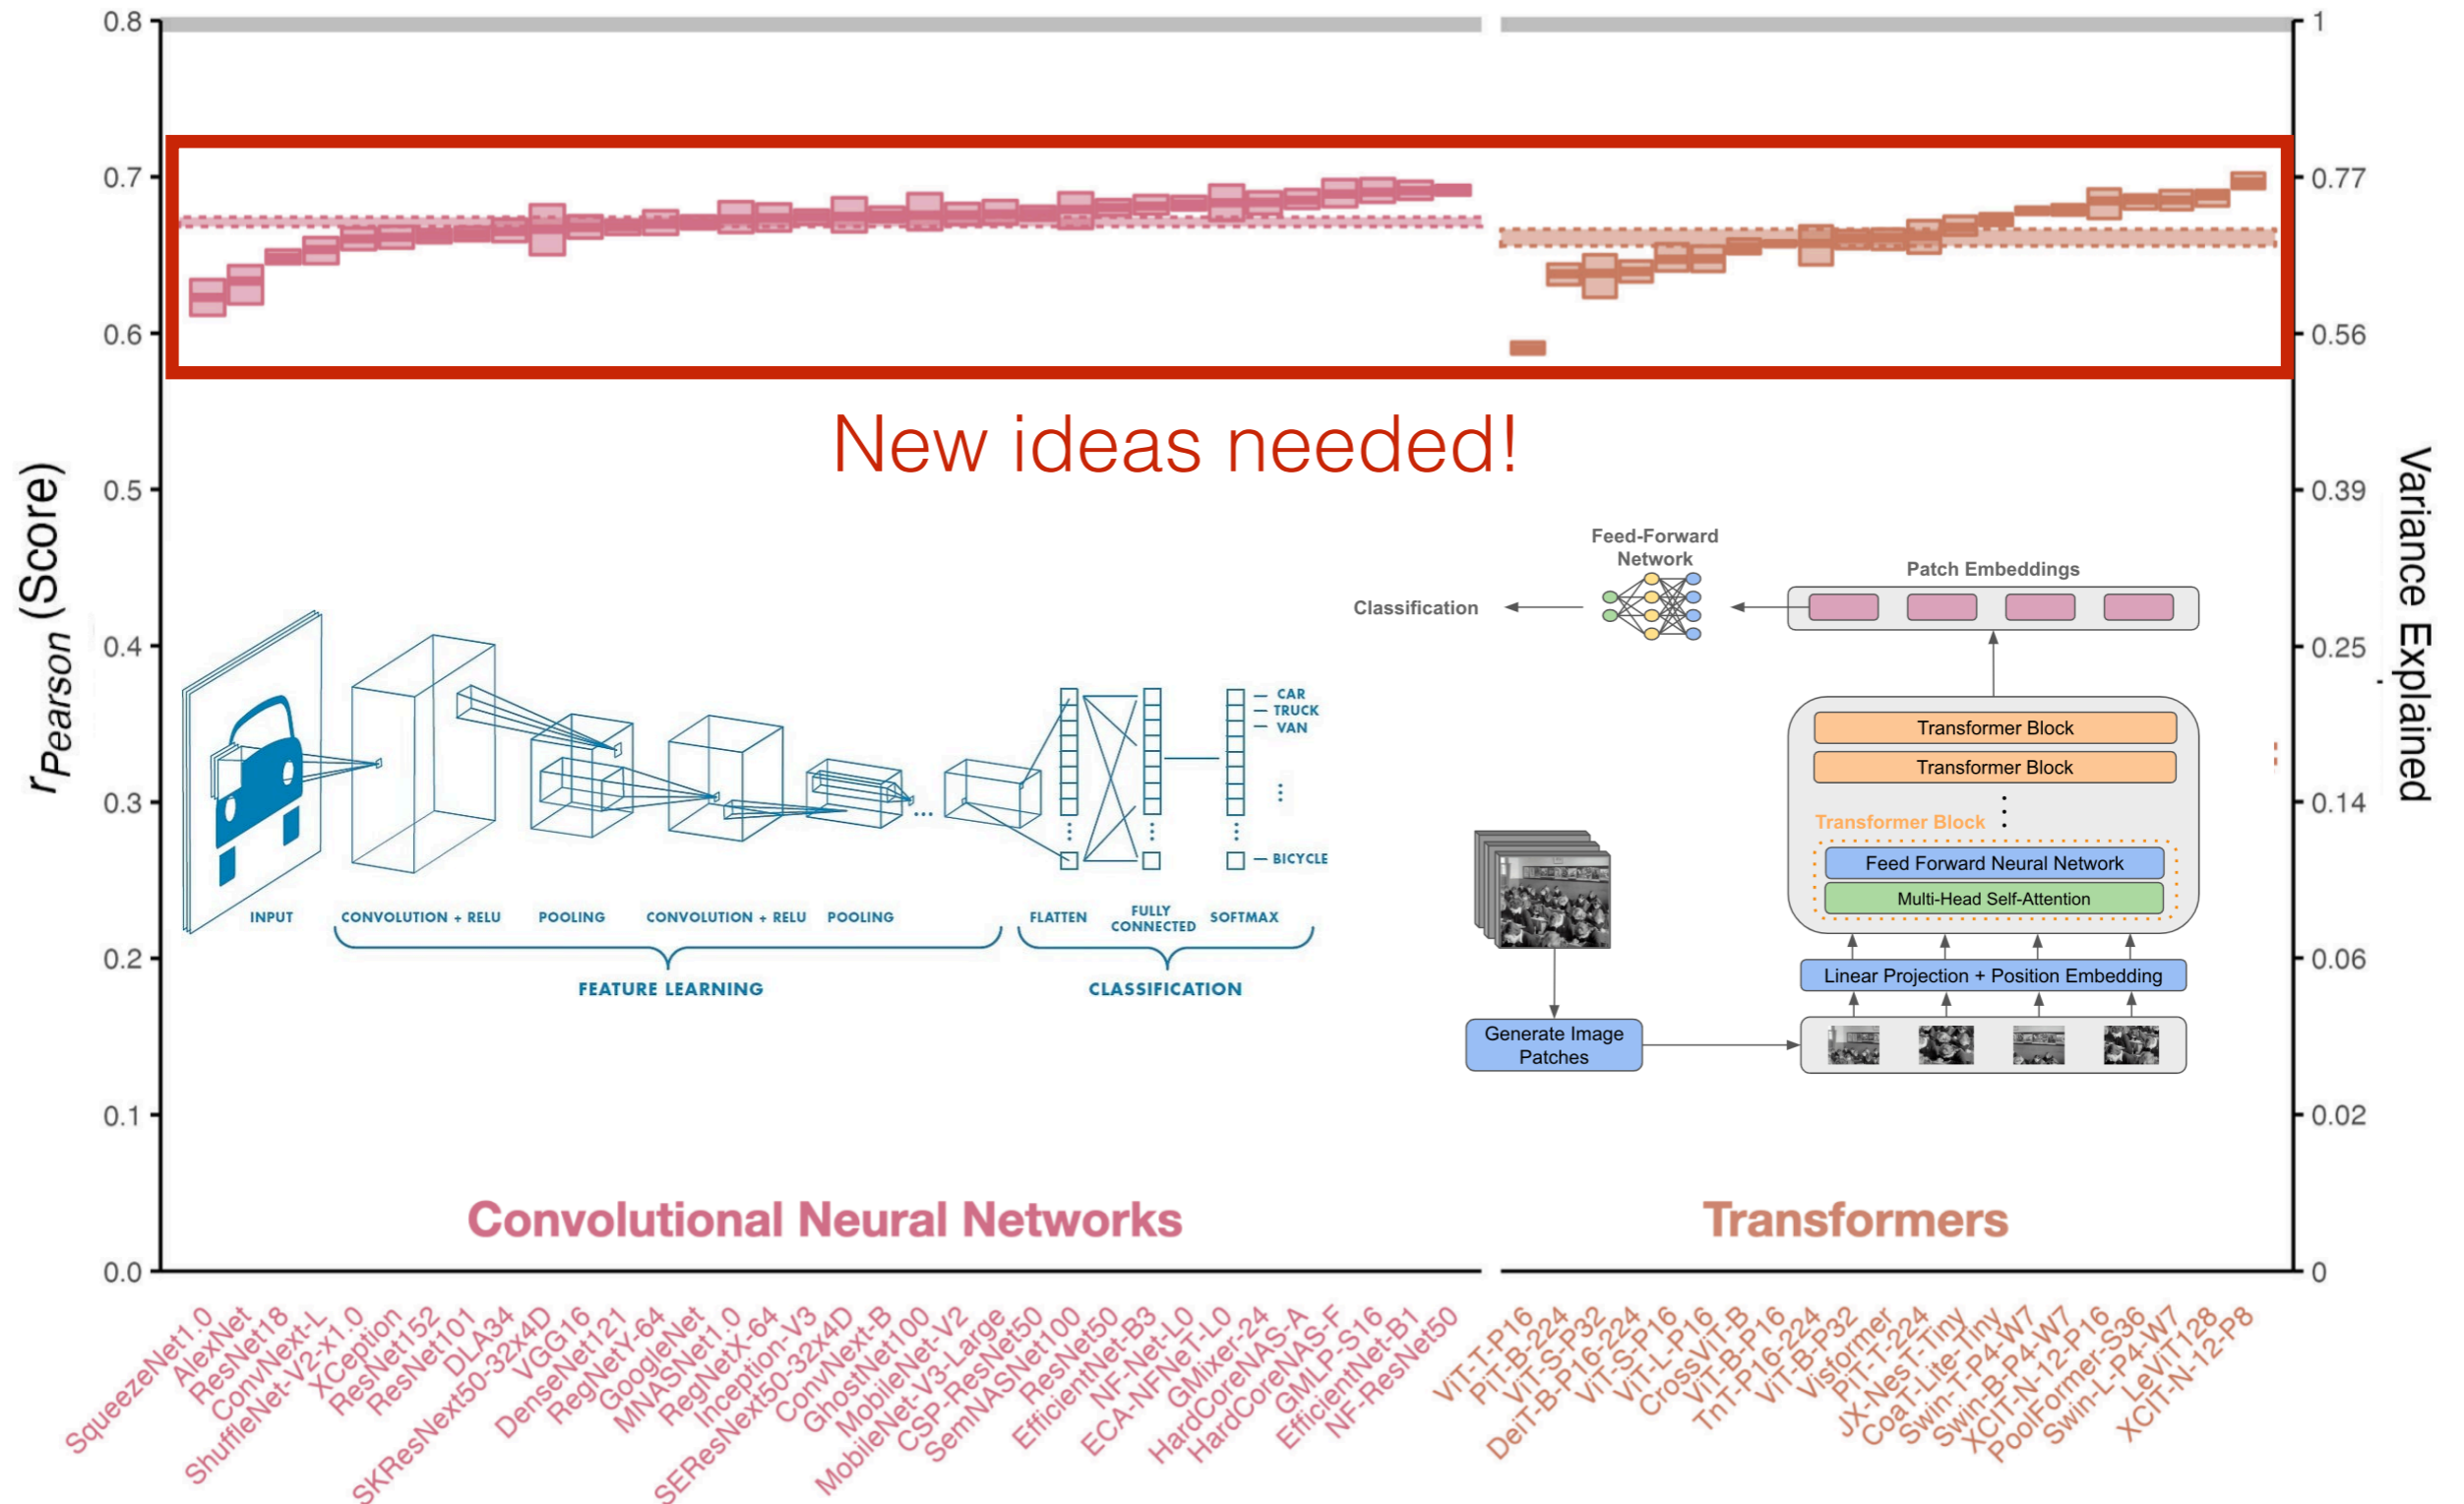 0.8
0.7
0.6
0.5
0.4
0.3
0.2
0.1
0.0
rPearson (Score)
1
0.77
0.56
0.39
0.25
0.14
0.06
0.02
0
Variance Explained
New ideas needed!
CAR
TRUCK
VAN
BICYCLE
INPUT
CONVOLUTION + RELU
POOLING
CONVOLUTION + RELU
POOLING
FLATTEN
FULLY
CONNECTED
SOFTMAX
FEATURE LEARNING
CLASSIFICATION
Feed-Forward
Network
Classification
Patch Embeddings
Transformer Block
Transformer Block
Transformer Block
Feed Forward Neural Network
Multi-Head Self-Attention
Linear Projection + Position Embedding
Generate Image
Patches
Convolutional Neural Networks
Transformers
SqueezeNet1.0
AlexNet
ResNet18
ConvNext-L
ShuffleNet-V2-x1.0
XCeption
ResNet152
ResNet101
DLA34
SKResNext50-32x4D
VGG16
DenseNet121
RegNetY-64
GoogleNet
MNASNet1.0
RegNetX-64
Inception-V3
SEResNext50-32x4D
ConvNext-B
GhostNet100
MobileNet-V2
MobileNet-V3-Large
CSP-ResNet50
SemNASNet100
ResNet50
EfficientNet-B3
NF-Net-L0
ECA-NFNet-L0
GMixer-24
HardCoreNAS-A
HardCoreNAS-F
GMLP-S16
EfficientNet-B1
NF-ResNet50
ViT-T-P16
PiT-B-224
ViT-S-P32
DeiT-B-P16-224
ViT-S-P16
ViT-L-P16
CrossViT-B
ViT-B-P16
TnT-P16-224
ViT-B-P32
Visformer
PiT-T-224
JX-Nest-Tiny
Coat-Lite-Tiny
Swin-T-P4-W7
Swin-B-P4-W7
XCiT-N-12-P16
PoolFormer-S36
Swin-L-P4-W7
LeViT128
XCiT-N-12-P8